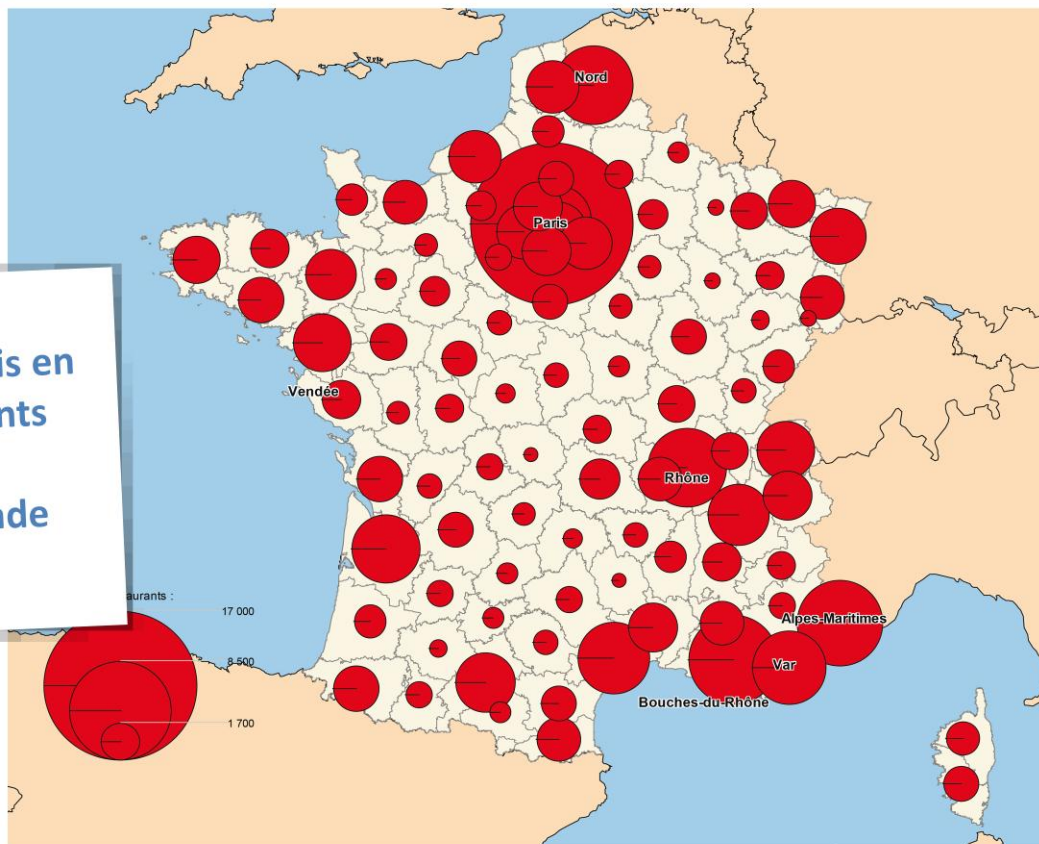 Nord
Paris
is en
nts
Vendée
Rhône
de
aurants :
17 000
8 500
1 700
Alpes-Maritimes
Var
Bouches-du-Rhône